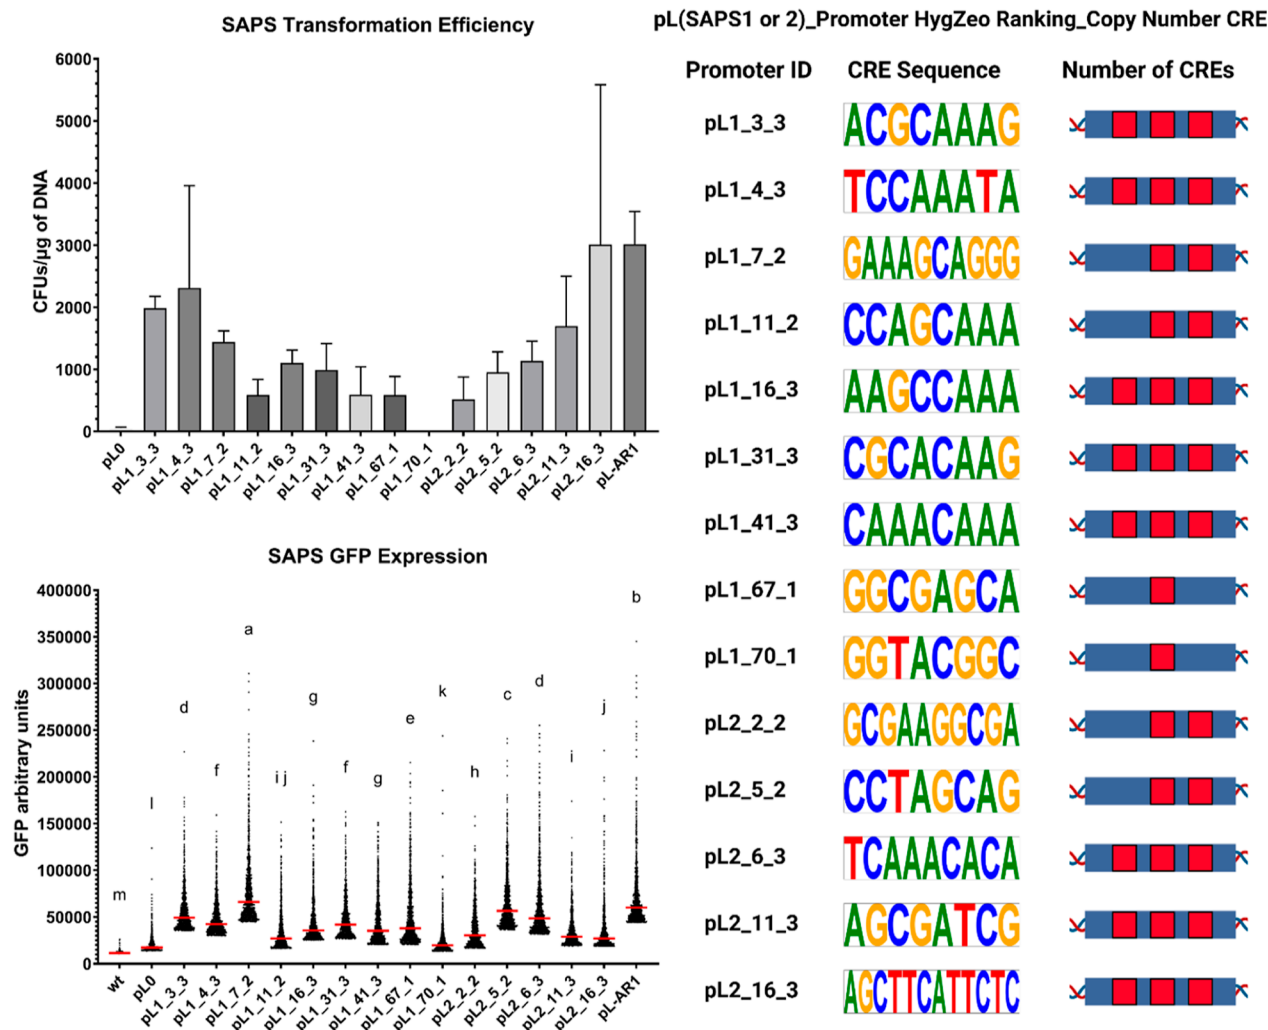 SAPS Transformation Efficiency
CFUs/µg of DNA
6000
5000
4000
3000
2000
1000
0
pL0
pL1_3_3
pL1_4_3
pL1_7_2
pL1_11_2
pL1_16_3
pL1_31_3
pL1_41_3
pL1_67_1
pL1_70_1
pL2_2_2
pL2_5_2
pL2_6_3
pL2_11_3
pL2_16_3
pL-AR1
SAPS GFP Expression
GFP arbitrary units
400000
350000
300000
250000
200000
150000
100000
50000
0
m
l
d
f
a
i j
g
f
g
e
k
h
c
d
i
j
b
wt
pL0
pL1_3_3
pL1_4_3
pL1_7_2
pL1_11_2
pL1_16_3
pL1_31_3
pL1_41_3
pL1_67_1
pL1_70_1
pL2_2_2
pL2_5_2
pL2_6_3
pL2_11_3
pL2_16_3
pL-AR1
pL(SAPS1 or 2)_Promoter HygZeo Ranking_Copy Number CRE
Promoter ID CRE Sequence Number of CREs
pL1_3_3 ACGCAAAG
pL1_4_3 TCCAAATA
pL1_7_2 GAAAGCAGGG
pL1_11_2 CCAGCAAA
pL1_16_3 AAGCCAAA
pL1_31_3 CGCACAAG
pL1_41_3 CAAACAAA
pL1_67_1 GGCGAGCA
pL1_70_1 GGTACGGC
pL2_2_2 GCGAAGGCGA
pL2_5_2 CCTAGCAG
pL2_6_3 TCAAACACA
pL2_11_3 AGCGATCG
pL2_16_3 AGCTTCATTCTC